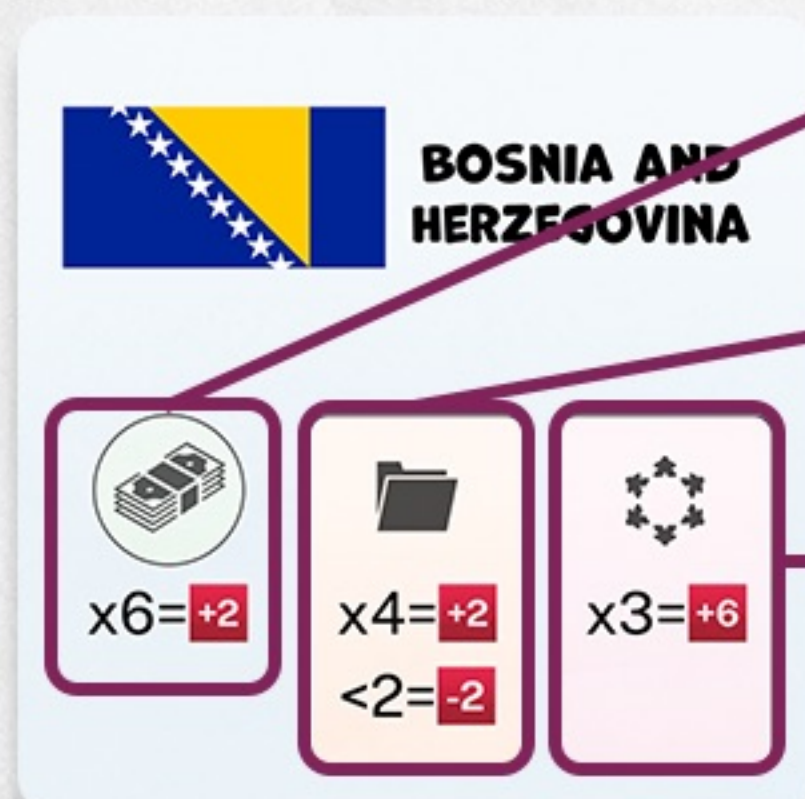 BOSNIA AND
HERZEGOVINA
x6=+2
x4=+2
<2=-2
x3=+6